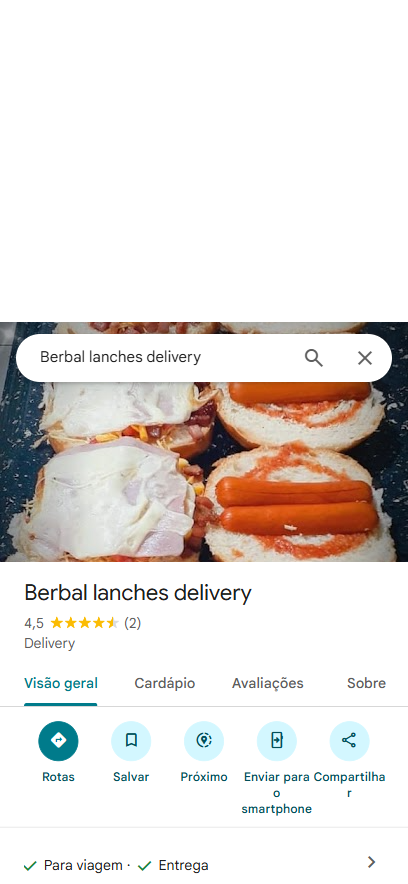 Berbal lanches delivery
Berbal lanches delivery
4,5 (2)
Delivery
Visão geral Cardápio Avaliações Sobre
Rotas Salvar Próximo Enviar para Compartilha
o r
smartphone
Para viagem · Entrega